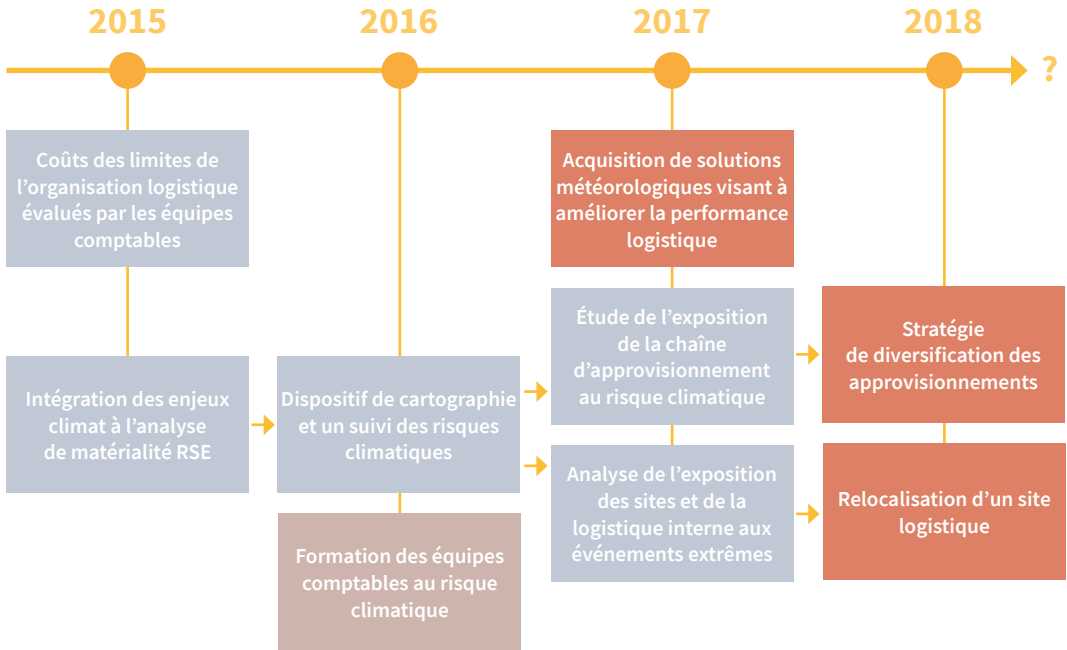 2015
2016
2017
2018
?
Coûts des limites de
l’organisation logistique
évalués par les équipes
comptables
Intégration des enjeux
climat à l’analyse
de matérialité RSE
Dispositif de cartographie
et un suivi des risques
climatiques
Formation des équipes
comptables au risque
climatique
Acquisition de solutions
météorologiques visant à
améliorer la performance
logistique
Étude de l’exposition
de la chaîne
d’approvisionnement
au risque climatique
Analyse de l’exposition
des sites et de la
logistique interne aux
événements extrêmes
Stratégie
de diversification des
approvisionnements
Relocalisation d’un site
logistique